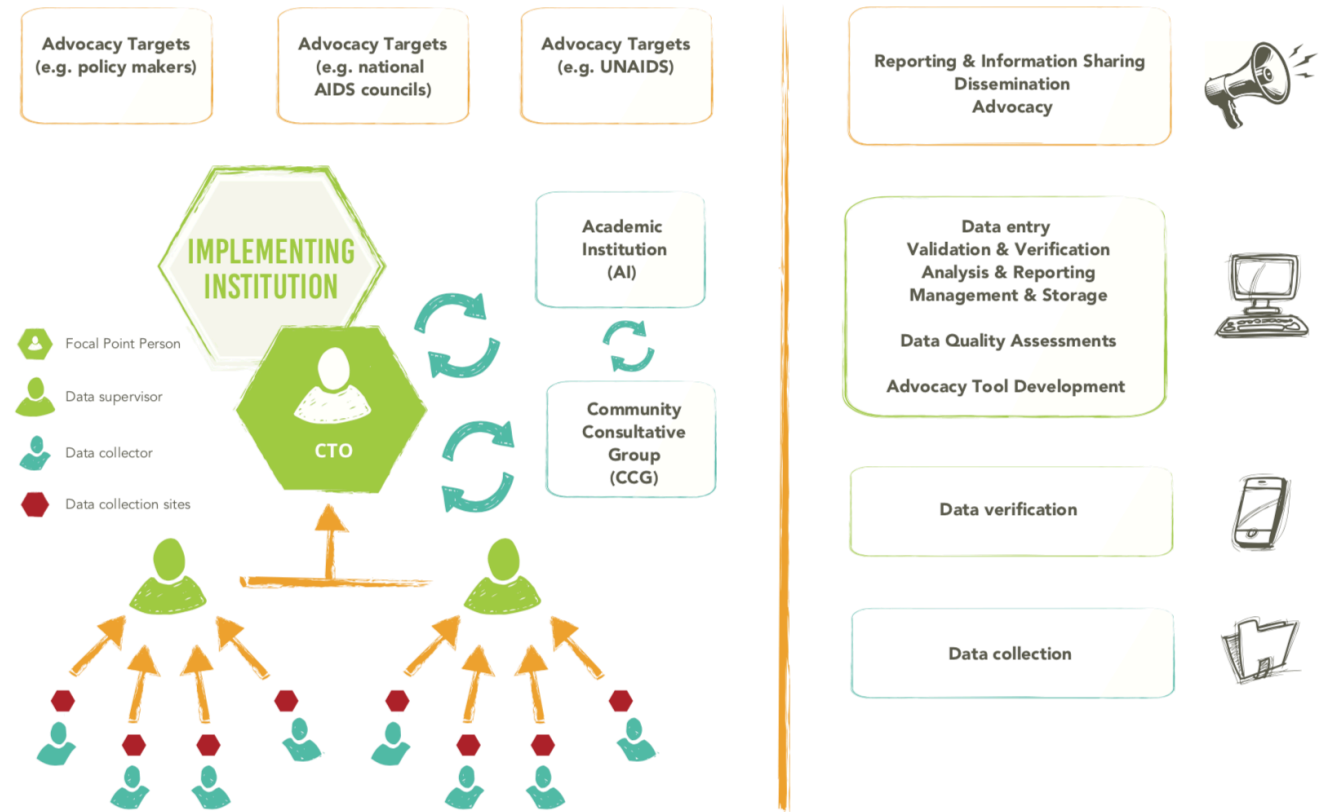 Advocacy Targets
(e.g. policy makers)
Advocacy Targets
(e.g. national
AIDS councils)
Advocacy Targets
(e.g. UNAIDS)
IMPLEMENTING
INSTITUTION
Academic
Institution
(AI)
Focal Point Person
Data supervisor
Data collector
Data collection sites
CTO
Community
Consultative
Group
(CCG)
Reporting & Information Sharing
Dissemination
Advocacy
Data entry
Validation & Verification
Analysis & Reporting
Management & Storage
Data Quality Assessments
Advocacy Tool Development
Data verification
Data collection